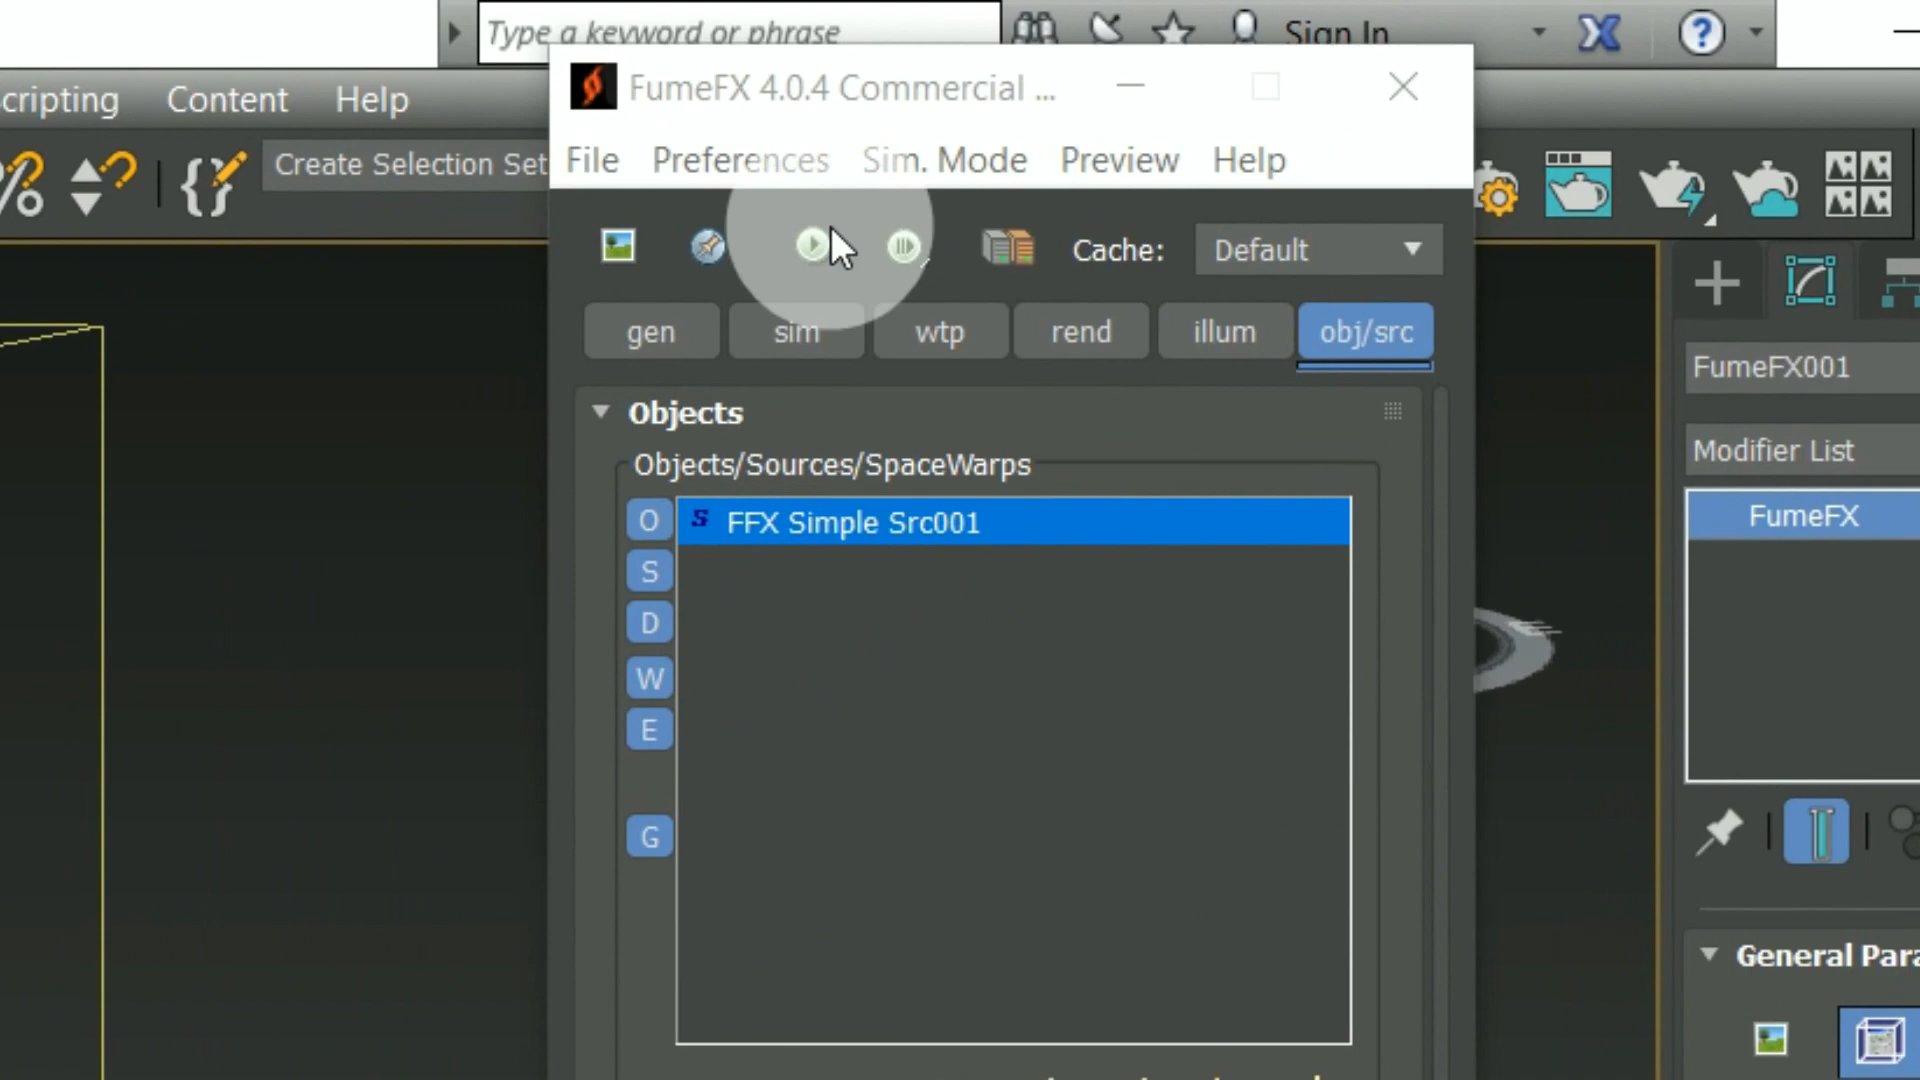 Type a keyword or phrase
Sign In
?
FumeFX 4.0.4 Commercial ...
cripting Content Help
File Preferences Sim. Mode Preview Help
Create Selection Set
Cache: Default
gen sim wtp rend illum obj/src
FumeFX001
Objects
Modifier List
Objects/Sources/SpaceWarps
O
S FFX Simple Src001
FumeFX
S
D
W
E
G
General Para